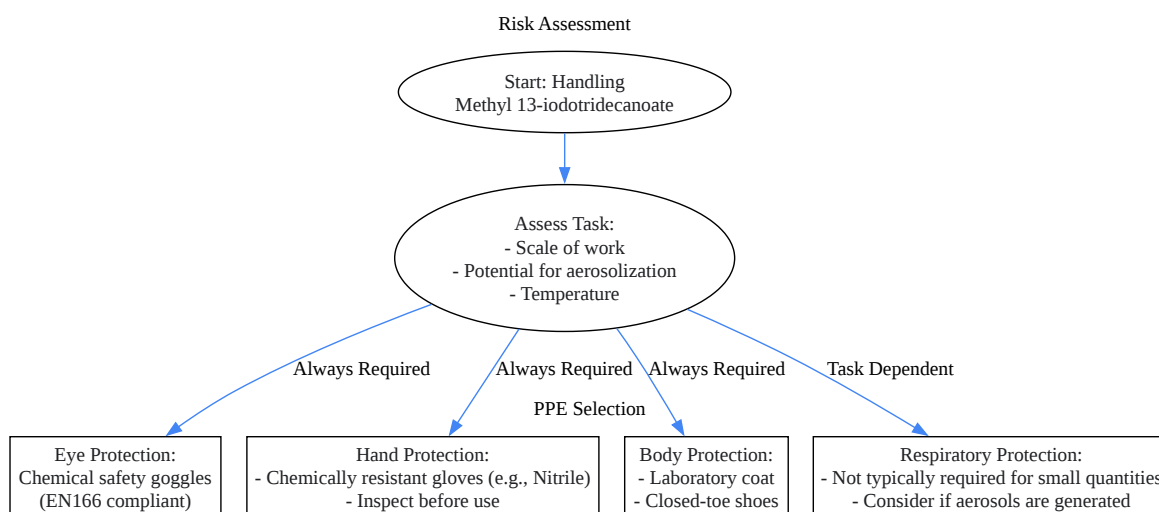 Risk Assessment
Start: Handling
Methyl 13-iodotridecanoate
Assess Task:
- Scale of work
- Potential for aerosolization
- Temperature
Always Required
Always Required
Always Required
Task Dependent
PPE Selection
Eye Protection:
Chemical safety goggles
(EN166 compliant)
Hand Protection:
- Chemically resistant gloves (e.g., Nitrile)
- Inspect before use
Body Protection:
- Laboratory coat
- Closed-toe shoes
Respiratory Protection:
- Not typically required for small quantities
- Consider if aerosols are generated